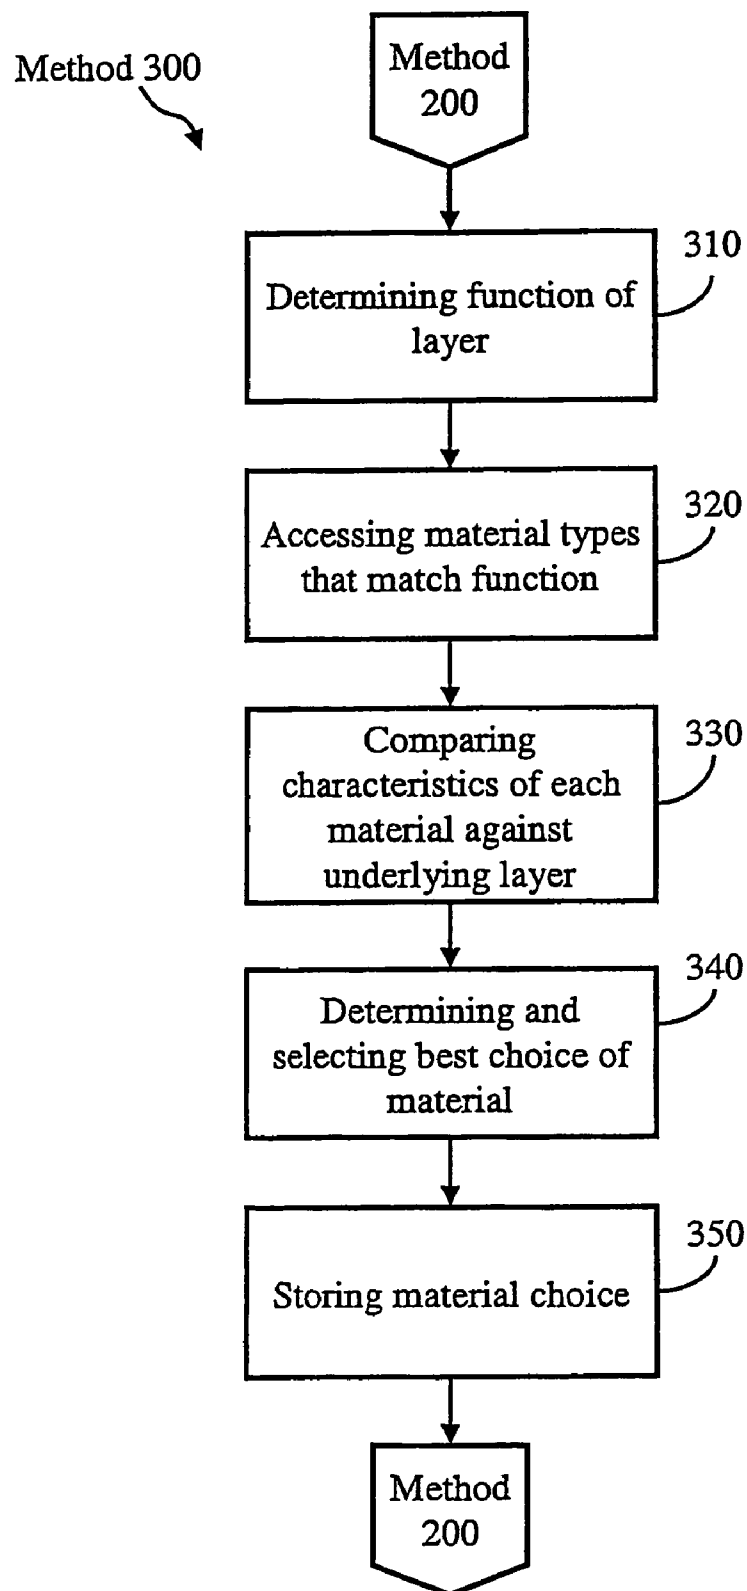 Method 300
Method
200
310
Determining function of
layer
320
Accessing material types
that match function
330
Comparing
characteristics of each
material against
underlying layer
340
Determining and
selecting best choice of
material
350
Storing material choice
Method
200